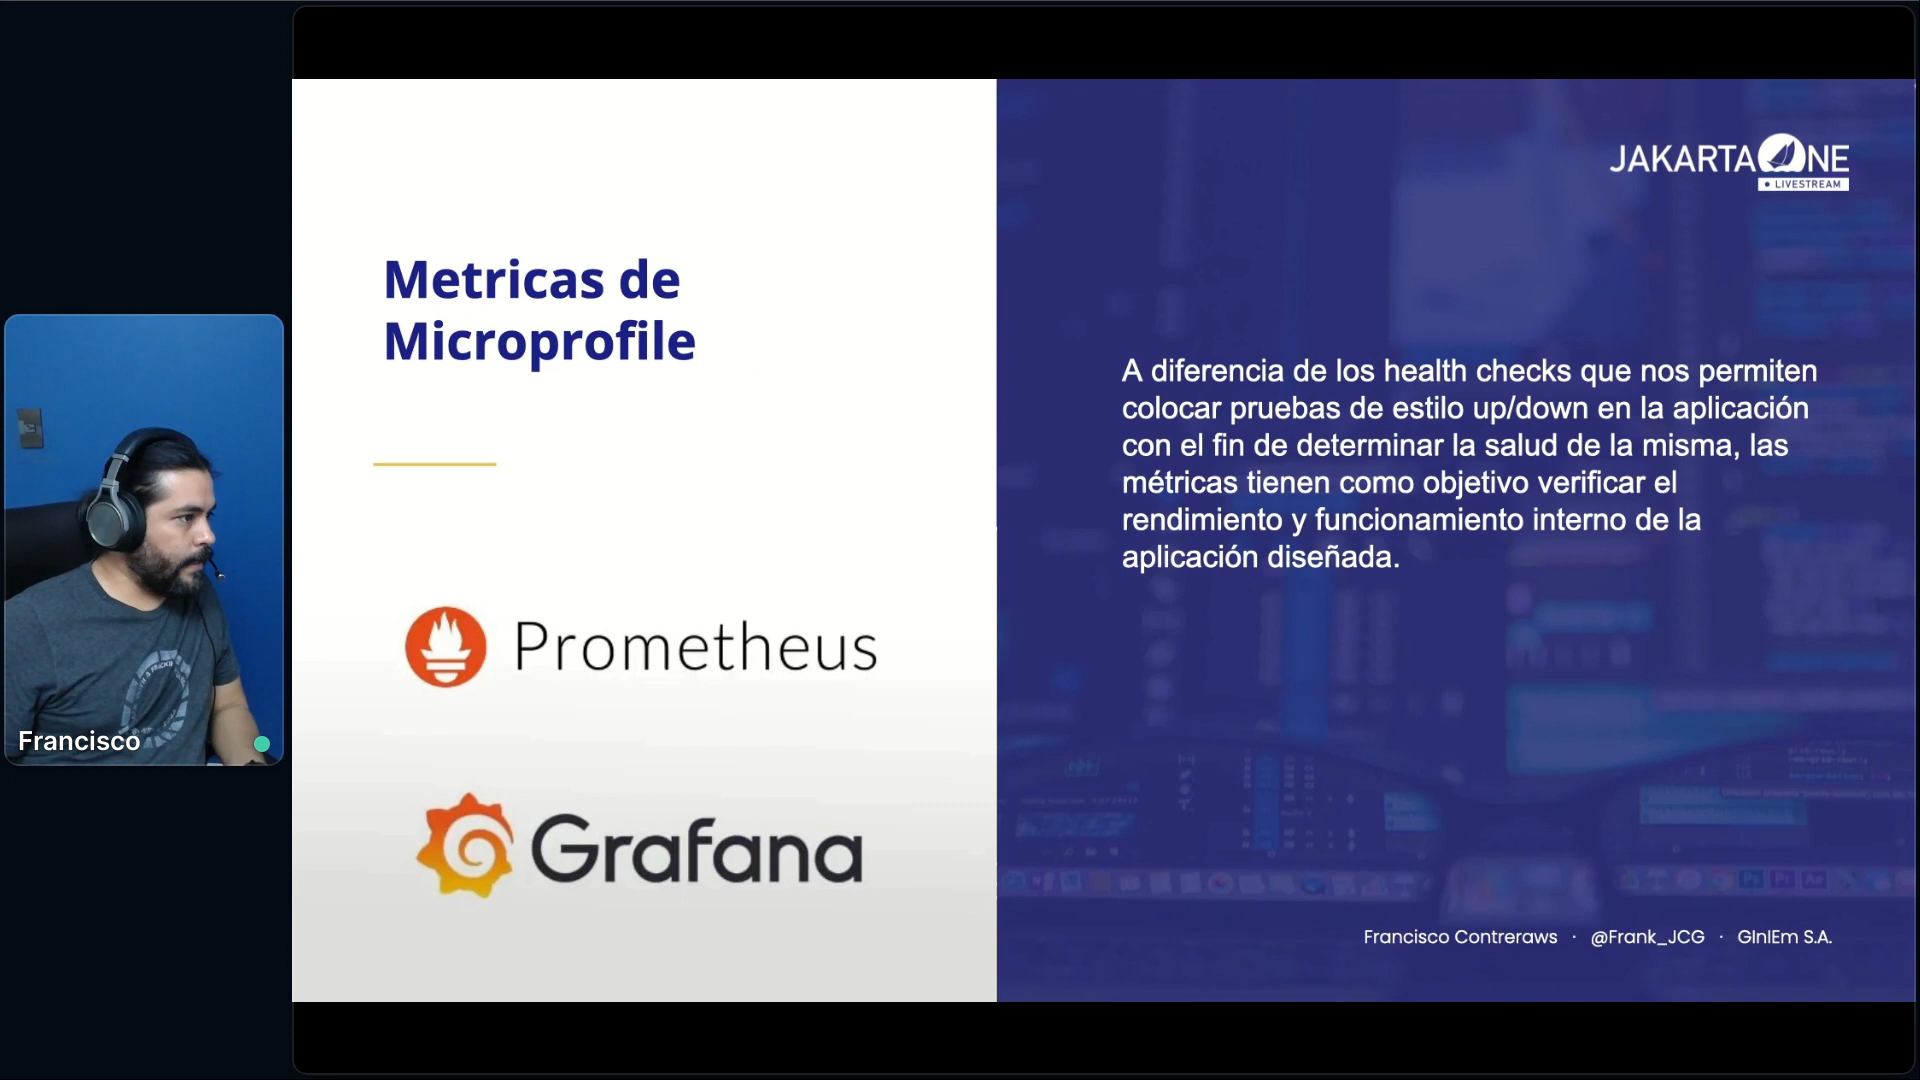 JAKARTA ONE
• LIVESTREAM
Metricas de
Microprofile
A diferencia de los health checks que nos permiten
colocar pruebas de estilo up/down en la aplicación
con el fin de determinar la salud de la misma, las
métricas tienen como objetivo verificar el
rendimiento y funcionamiento interno de la
aplicación diseñada.
Prometheus
Grafana
Francisco
Francisco Contreraws · @Frank_JCG · GInIEm S.A.